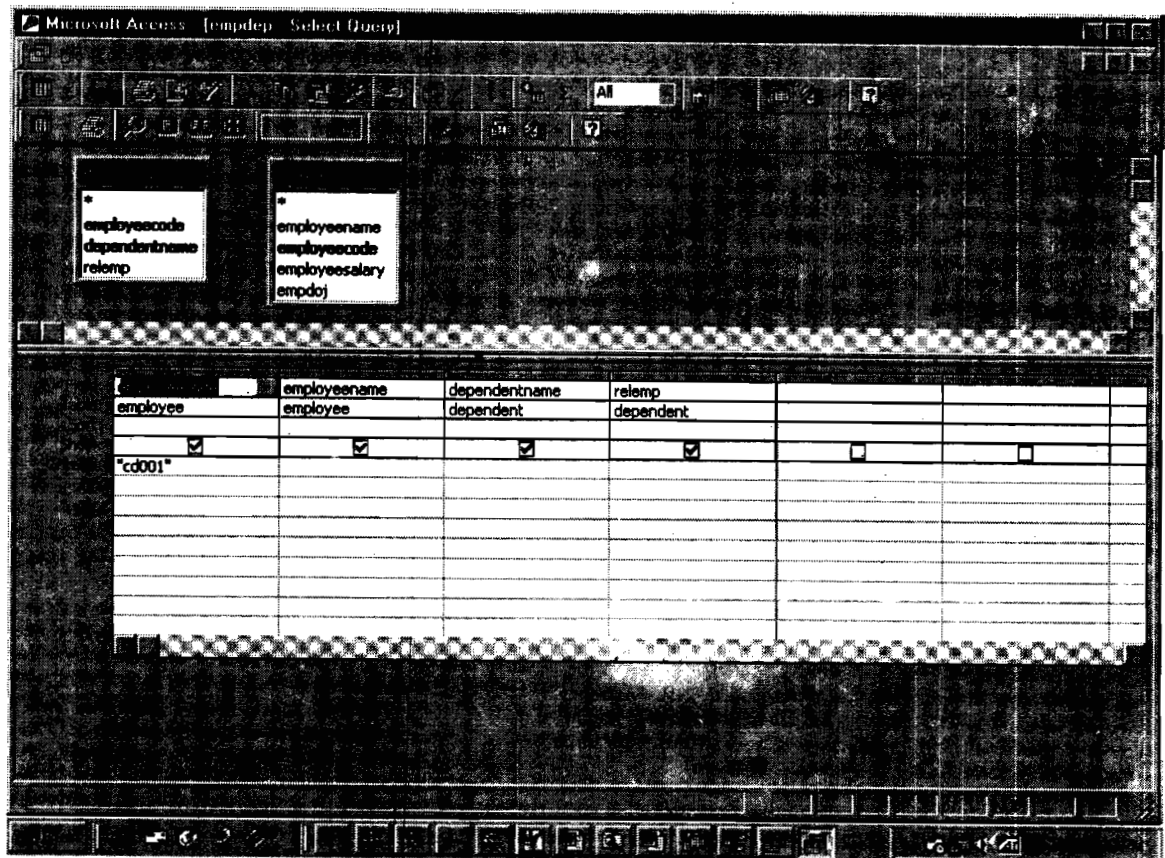 Microsoft Access [empdep Select Query]
All
*
employeecode
dependentname
relemp
*
employeename
employeecode
employeesalary
empdoj
employeename dependentname relemp
employee employee dependent dependent
"cd001"